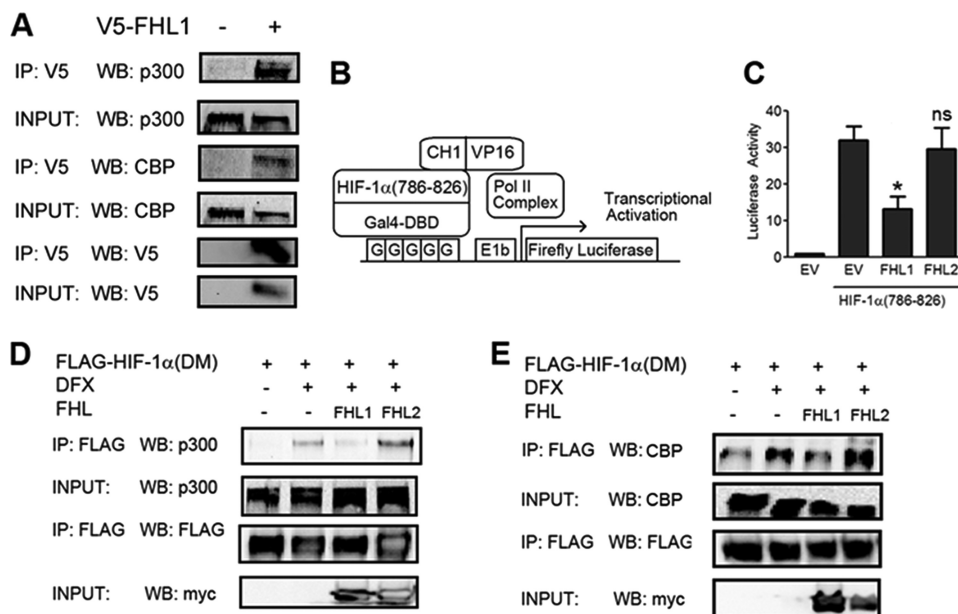 A
V5-FHL1 - +
IP: V5 WB: p300
INPUT: WB: p300
IP: V5 WB: CBP
INPUT: WB: CBP
IP: V5 WB: V5
INPUT: WB: V5
B
CH1 VP16
HIF-1α(786-826)
Gal4-DBD
Pol II
Complex
Transcriptional
Activation
G G G G G E1b Firefly Luciferase
C
Luciferase Activity
40
30
20
10
0
*
ns
EV EV FHL1 FHL2
HIF-1α(786-826)
D
FLAG-HIF-1α(DM) + + + +
DFX - + + +
FHL - - FHL1 FHL2
IP: FLAG WB: p300
INPUT: WB: p300
IP: FLAG WB: FLAG
INPUT: WB: myc
E
FLAG-HIF-1α(DM) + + + +
DFX - + + +
FHL - - FHL1 FHL2
IP: FLAG WB: CBP
INPUT: WB: CBP
IP: FLAG WB: FLAG
INPUT: WB: myc